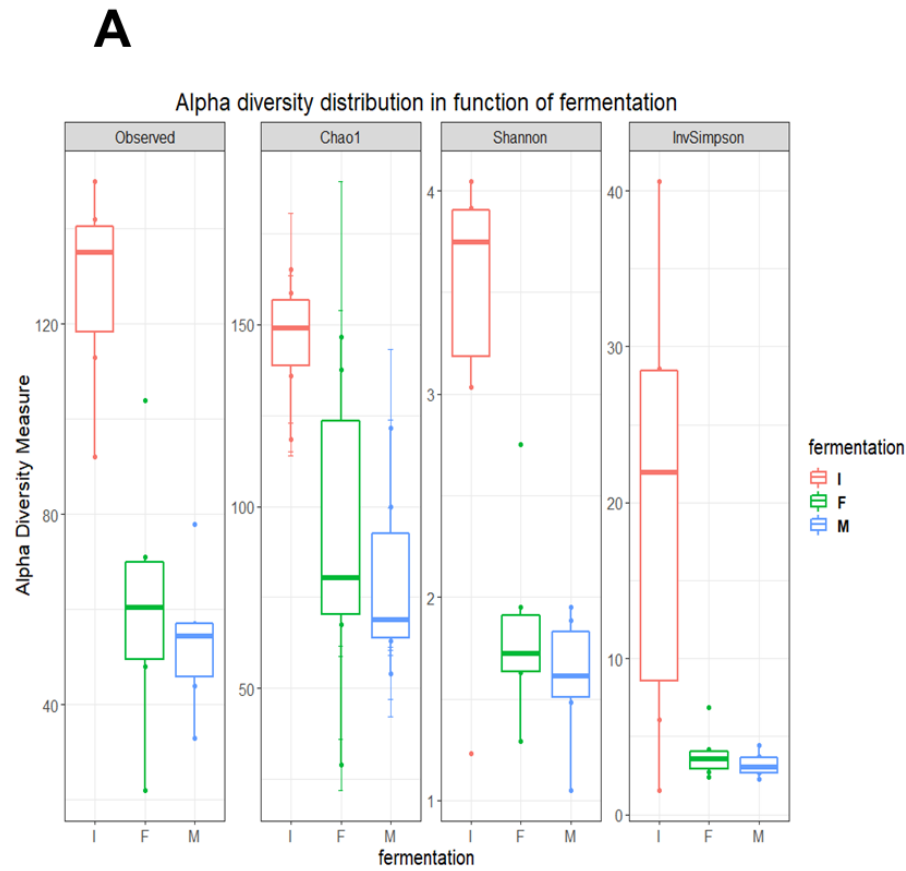 A
Alpha diversity distribution in function of fermentation
Observed Chao1 Shannon InvSimpson
Alpha Diversity Measure
120
80
40
150
100
50
4
3
2
1
40
30
20
10
0
I F M I F M I F M I F M
fermentation
fermentation
I
F
M